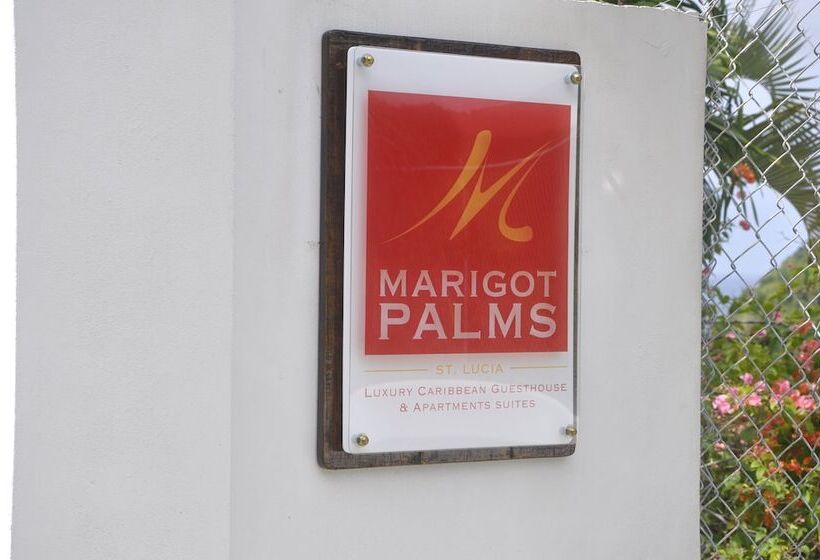 MARIGOT
PALMS
ST. LUCIA
LUXURY CARIBBEAN GUESTHOUSE
& APARTMENTS SUITES